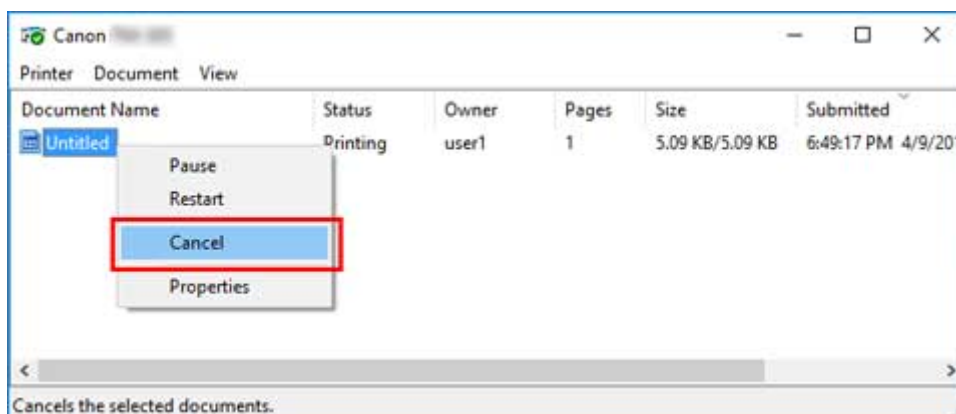 Canon
Printer Document View
Document Name Status Owner Pages Size Submitted
Untitled Printing user1 1 5.09 KB/5.09 KB 6:49:17 PM 4/9/20
Pause
Restart
Cancel
Properties
Cancels the selected documents.